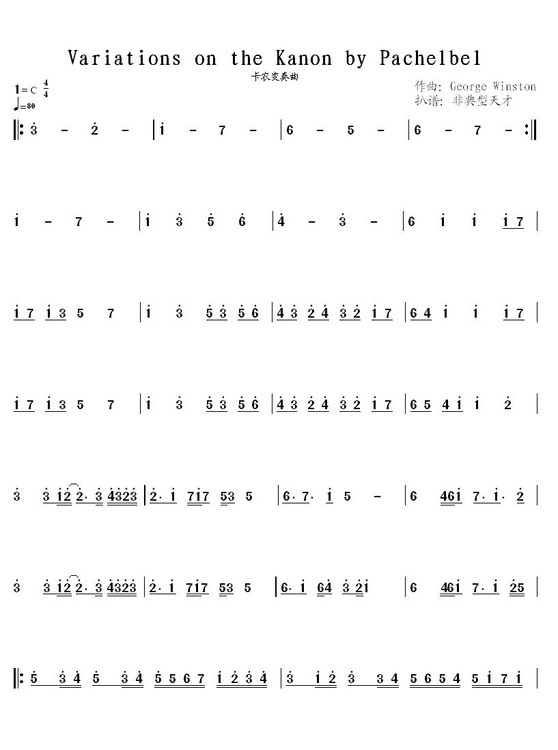 Variations on the Kanon by Pachelbel
卡农变奏曲
1=C 4/4
♩=80
作曲: George Winston
扒谱: 非典型天才
‖: 3̇ - 2̇ - | 1̇ - 7 - | 6 - 5 - | 6 - 7 - :‖
1̇ - 7 - | 1̇ 3̇ 5̇ 6̇ | 4̇ - 3̇ - | 6 1̇ 1̇ 1̇ 7 |
1̇ 7 1̇ 3 5 7 | 1̇ 3̇ 5̇ 3̇ 5̇ 6̇ | 4̇ 3̇ 2̇ 4̇ 3̇ 2̇ 1̇ 7 | 6 4 1̇ 1̇ 1̇ 7 |
1̇ 7 1̇ 3 5 7 | 1̇ 3̇ 5̇ 3̇ 5̇ 6̇ | 4̇ 3̇ 2̇ 4̇ 3̇ 2̇ 1̇ 7 | 6 5 4 1̇ 1̇ 2̇ |
3̇ 3̇ 1̇ 2̇ 2̇· 3̇ 4̇ 3̇ 2̇ 3̇ | 2̇· 1̇ 7 1̇ 7 5 3 5 | 6· 7· 1̇ 5 - | 6 4 6 1̇ 7· 1̇· 2̇ |
3̇ 3̇ 1̇ 2̇ 2̇· 3̇ 4̇ 3̇ 2̇ 3̇ | 2̇· 1̇ 7 1̇ 7 5 3 5 | 6· 1̇ 6 4 3̇ 2̇ 1̇ | 6 4 6 1̇ 7· 1̇· 2̇ 5 |
‖: 5̇ 3̇ 4̇ 5̇ 3̇ 4̇ 5̇ 5 6 7 1̇ 2̇ 3̇ 4̇ | 3̇ 1̇ 2̇ 3̇ 3 4 5 6 5 4 5 1̇ 7 1̇ |